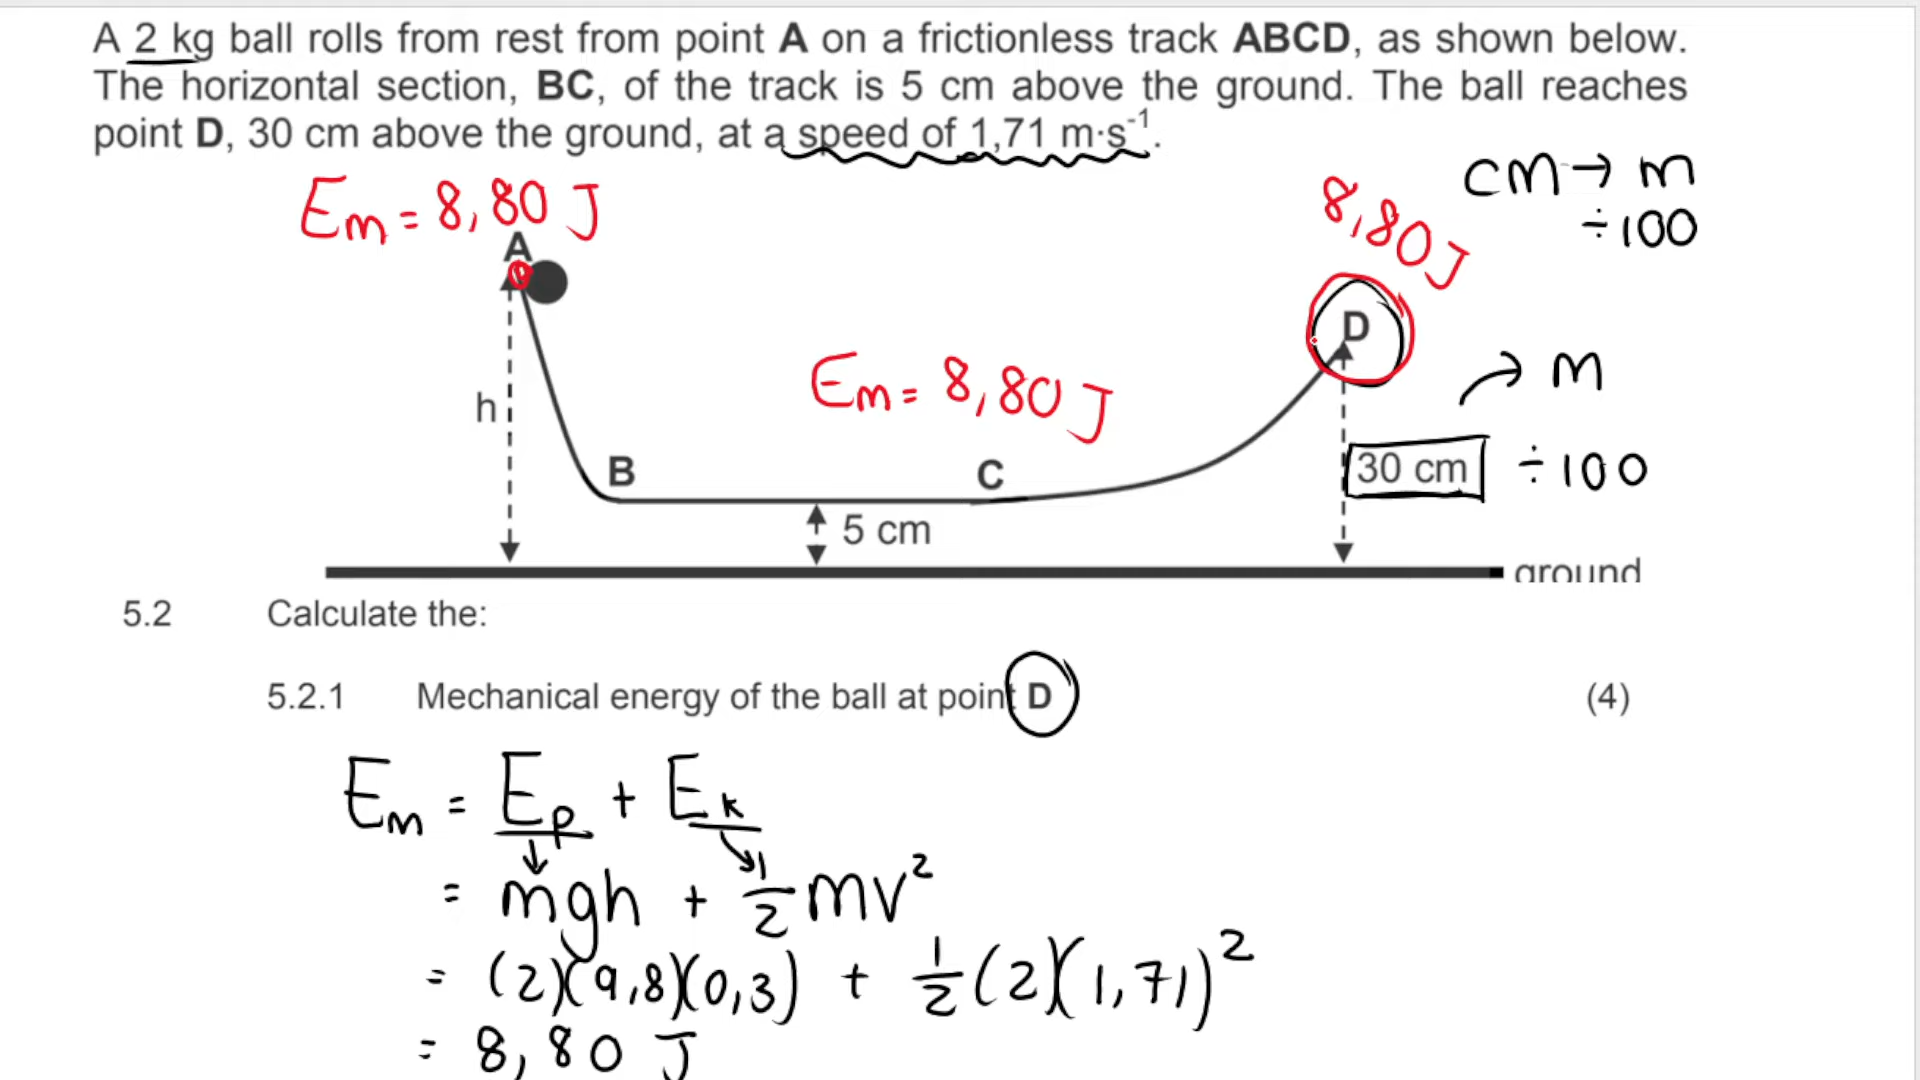 A 2 kg ball rolls from rest from point A on a frictionless track ABCD, as shown below.
The horizontal section, BC, of the track is 5 cm above the ground. The ball reaches
point D, 30 cm above the ground, at a speed of 1,71 m·s⁻¹.
cm → m
÷100
Em = 8,80 J
8,80 J
A
D
→ m
Em = 8,80 J
h
B
C
30 cm ÷100
5 cm
ground
5.2 Calculate the:
5.2.1 Mechanical energy of the ball at point D (4)
Em = Ep + Ek
= mgh + ½mv²
= (2)(9,8)(0,3) + ½(2)(1,71)²
= 8,80 J